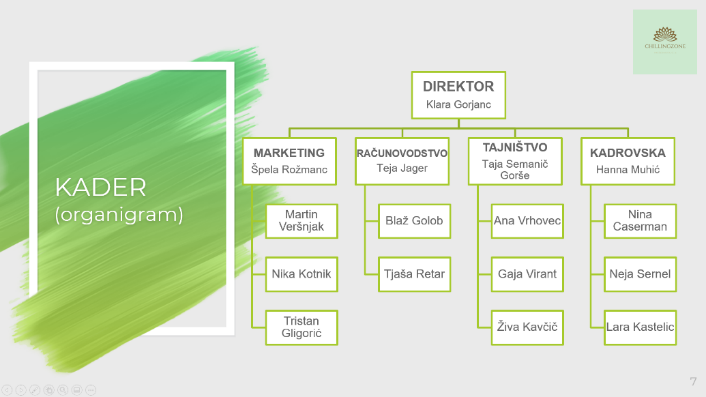 CHILLINGZONE
DIREKTOR
Klara Gorjanc
KADER
(organigram)
MARKETING
Špela Rožmanc
Martin
Veršnjak
Nika Kotnik
Tristan
Gligorić
RAČUNOVODSTVO
Teja Jager
Blaž Golob
Tjaša Retar
TAJNIŠTVO
Taja Semanič
Gorše
Ana Vrhovec
Gaja Virant
Živa Kavčič
KADROVSKA
Hanna Muhić
Nina
Caserman
Neja Sernel
Lara Kastelic
7